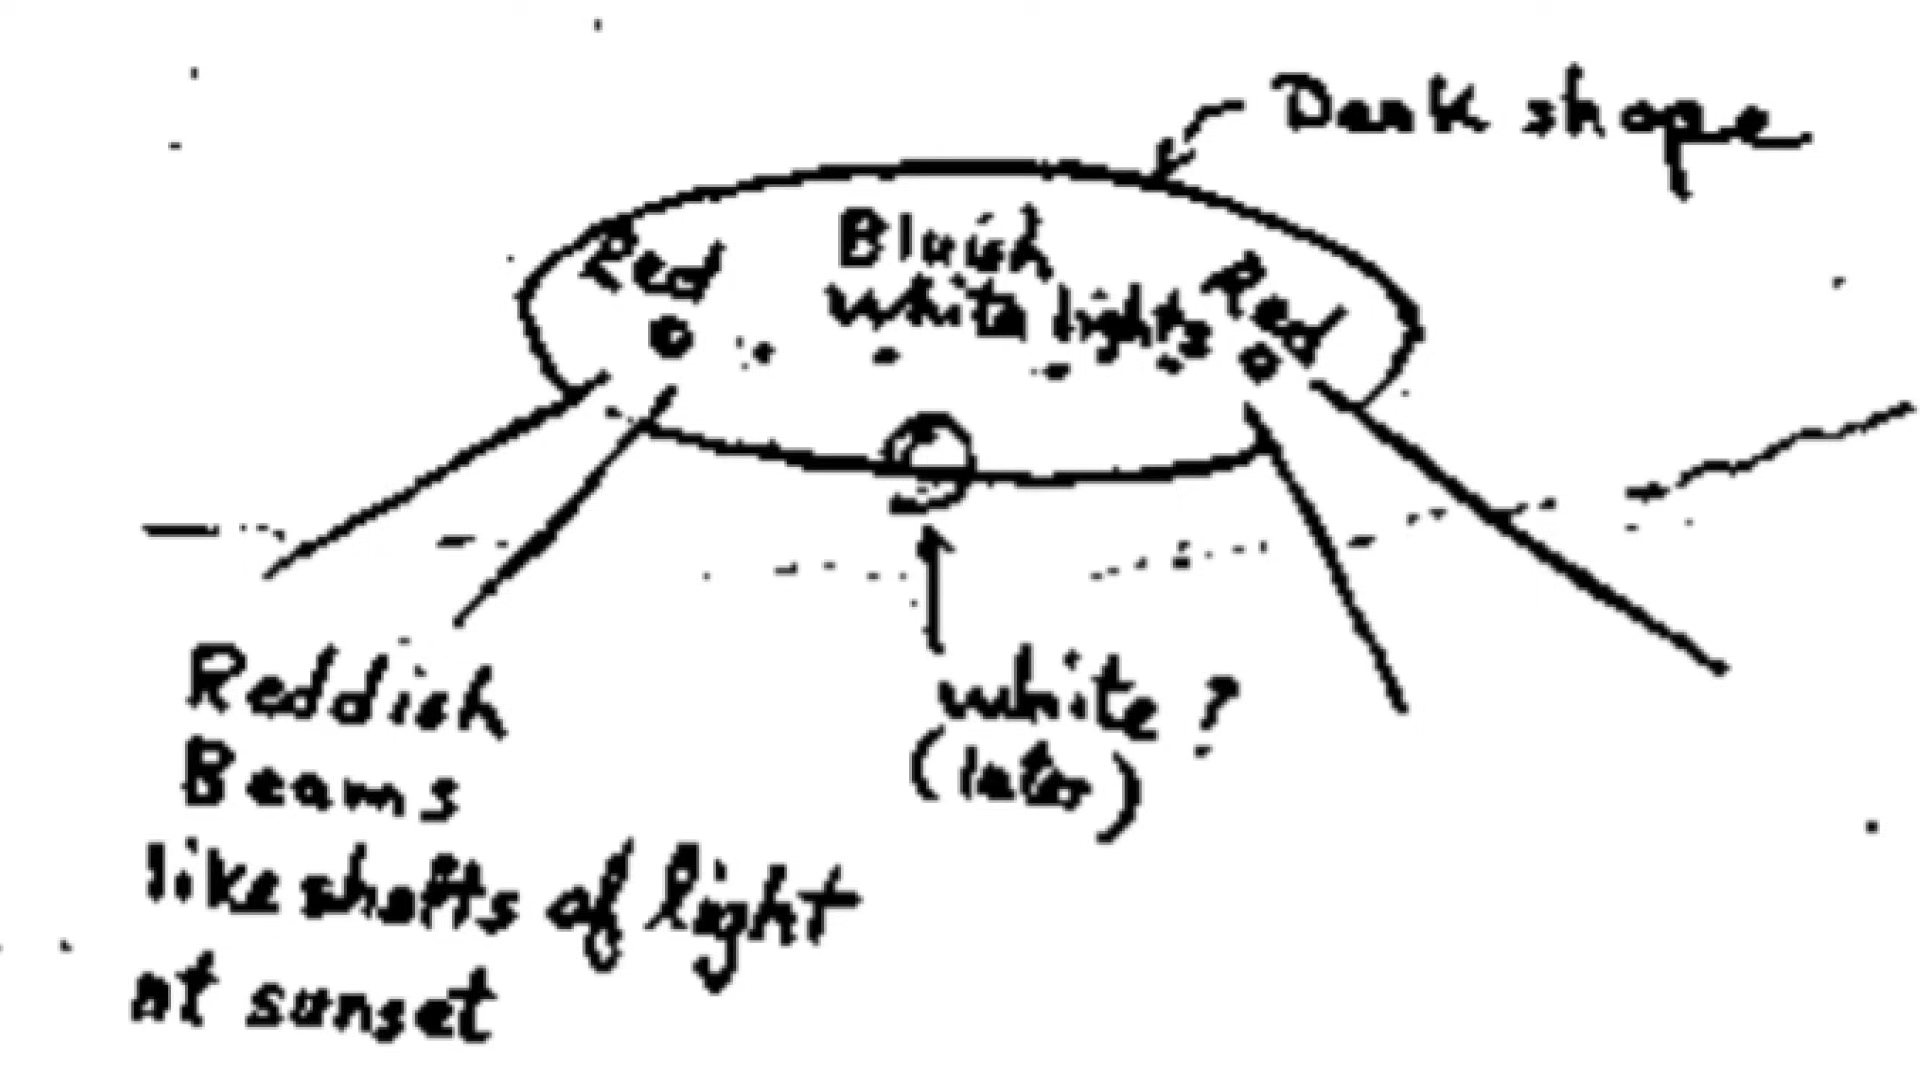 Dark shape
Red
Bluish
white lights
Red
Reddish
Beams
like shafts of light
at sunset
white?
(later)